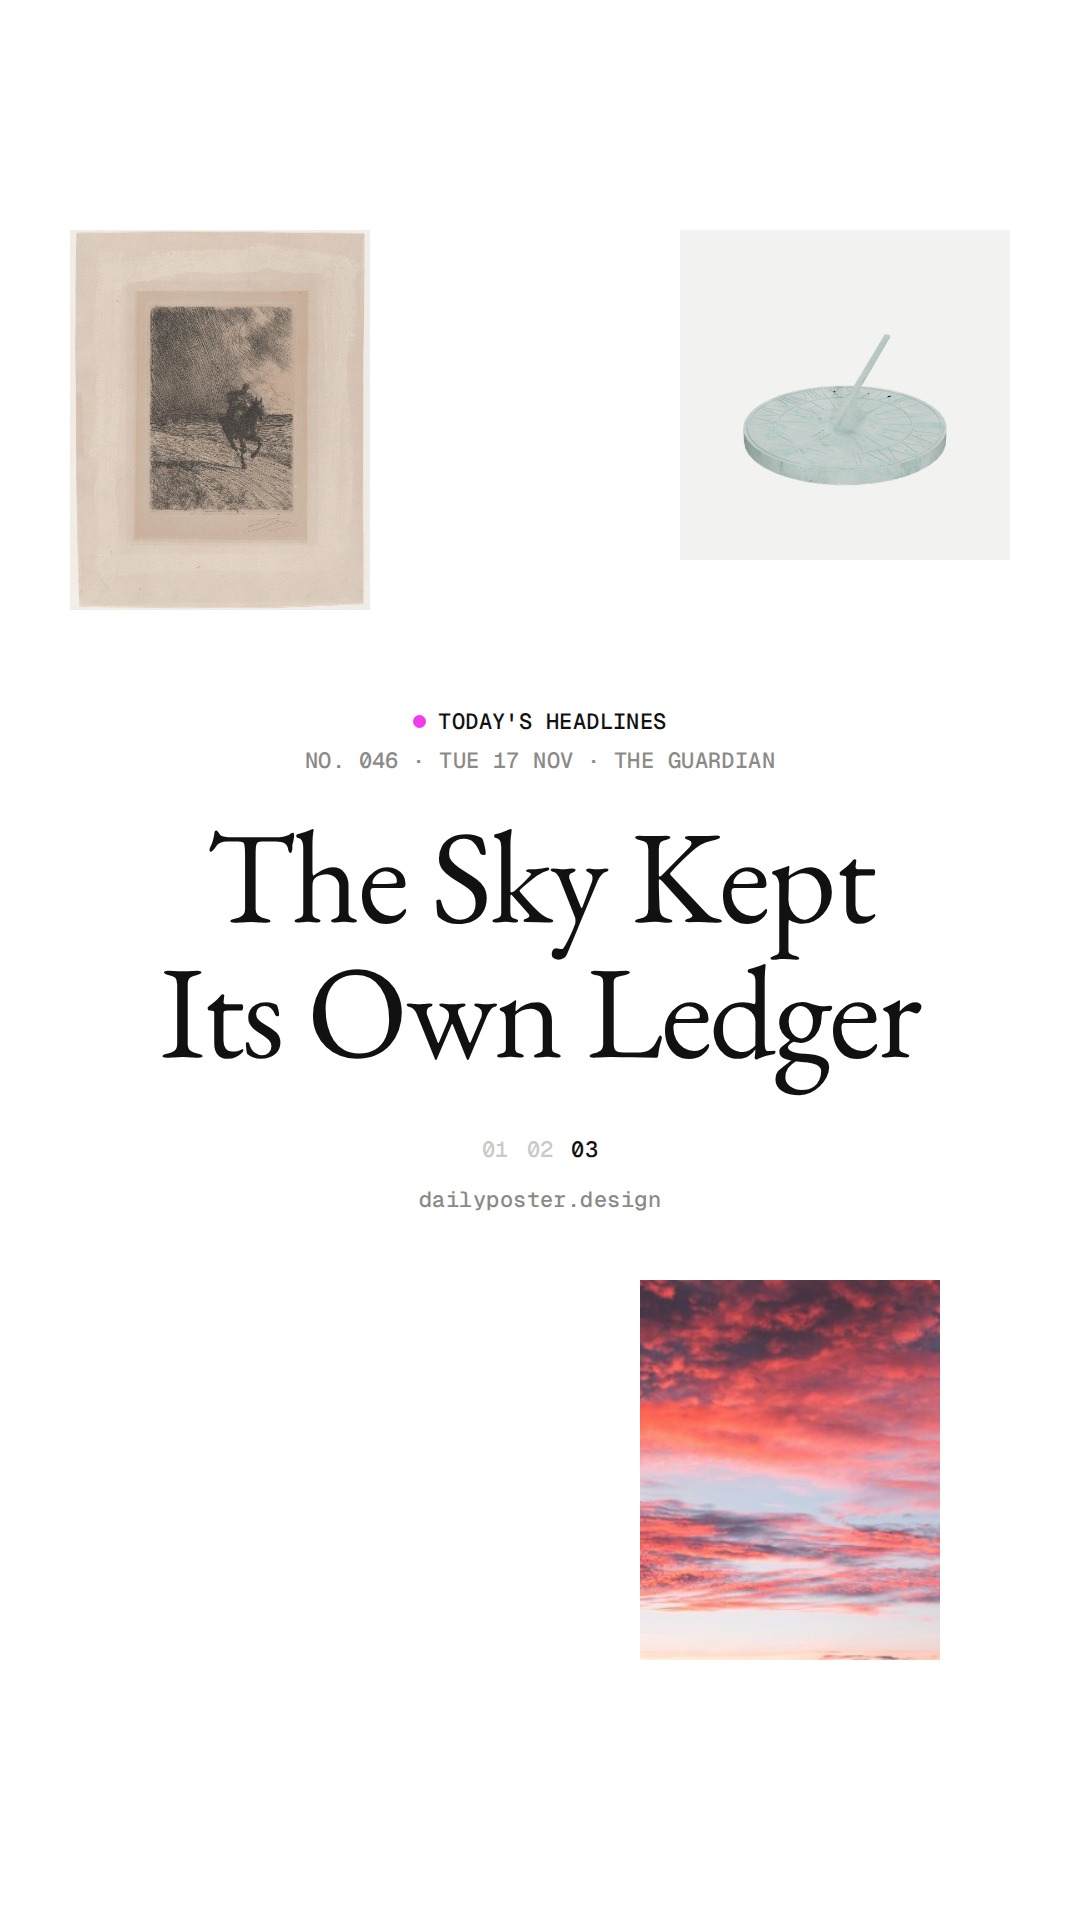 TODAY'S HEADLINES
NO. 046 · TUE 17 NOV · THE GUARDIAN
The Sky Kept
Its Own Ledger
01 02 03
dailyposter.design